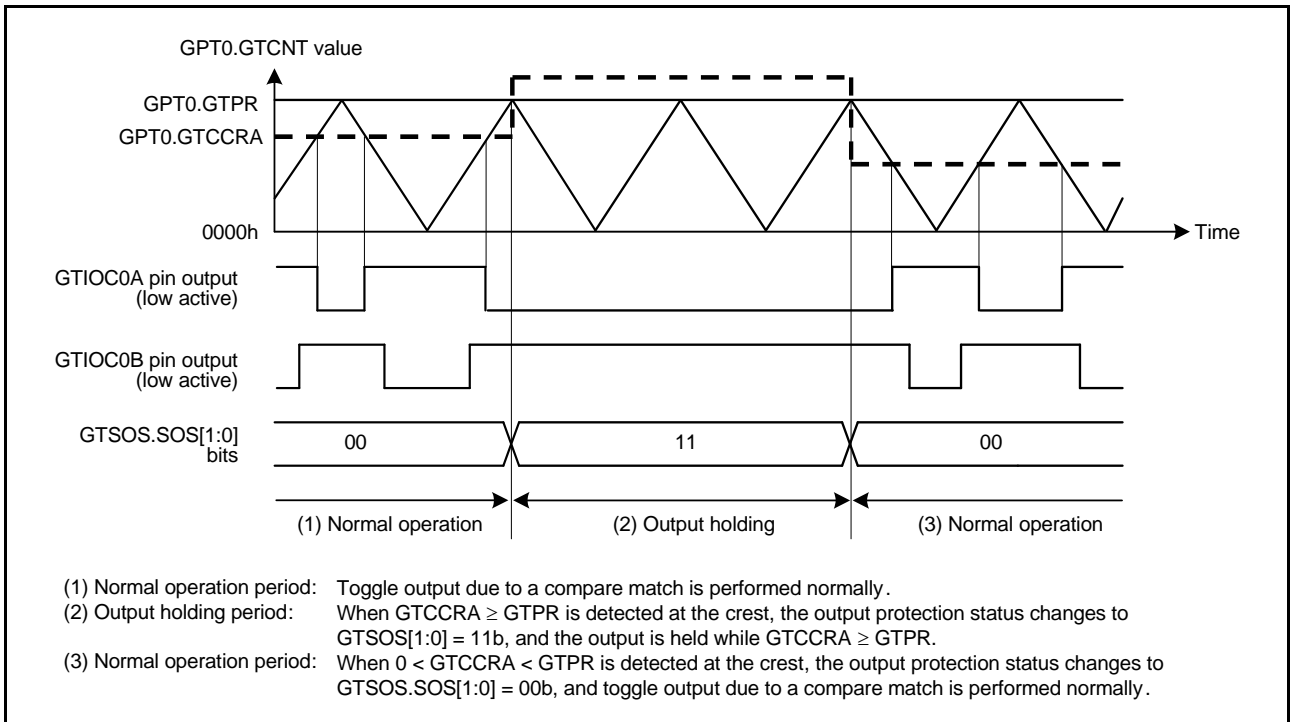 GPT0.GTCNT value
GPT0.GTPR
GPT0.GTCCRA
0000h
Time
GTIOC0A pin output
(low active)
GTIOC0B pin output
(low active)
GTSOS.SOS[1:0]
bits
00
11
00
(1) Normal operation
(2) Output holding
(3) Normal operation
(1) Normal operation period: Toggle output due to a compare match is performed normally.
(2) Output holding period: When GTCCRA ≥ GTPR is detected at the crest, the output protection status changes to
GTSOS[1:0] = 11b, and the output is held while GTCCRA ≥ GTPR.
(3) Normal operation period: When 0 < GTCCRA < GTPR is detected at the crest, the output protection status changes to
GTSOS.SOS[1:0] = 00b, and toggle output due to a compare match is performed normally.